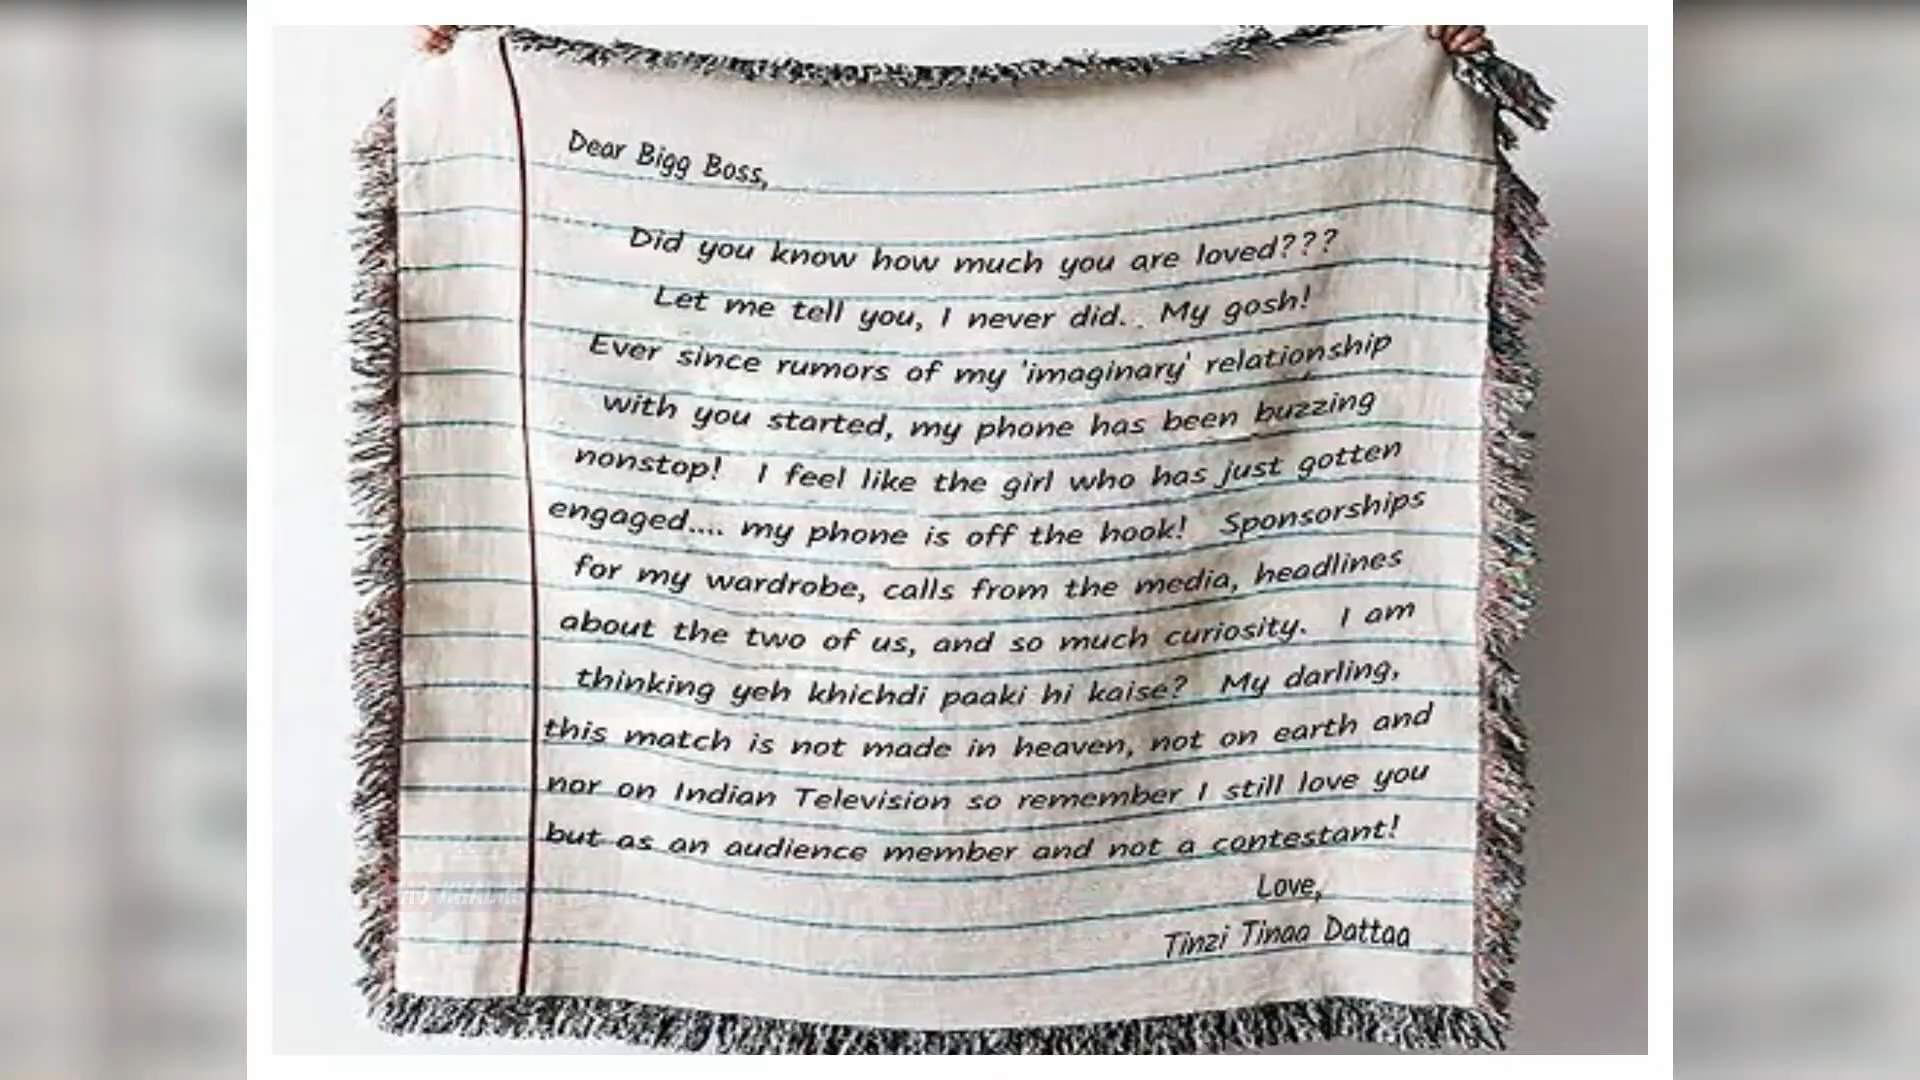 Dear Bigg Boss,
Did you know how much you are loved???
Let me tell you, I never did.. My gosh!
Ever since rumors of my 'imaginary' relationship
with you started, my phone has been buzzing
nonstop! I feel like the girl who has just gotten
engaged.... my phone is off the hook! Sponsorships
for my wardrobe, calls from the media, headlines
about the two of us, and so much curiosity. I am
thinking yeh khichdi paaki hi kaise? My darling,
this match is not made in heaven, not on earth and
nor on Indian Television so remember I still love you
but as an audience member and not a contestant!
Love,
Tinzi Tinaa Dattaa